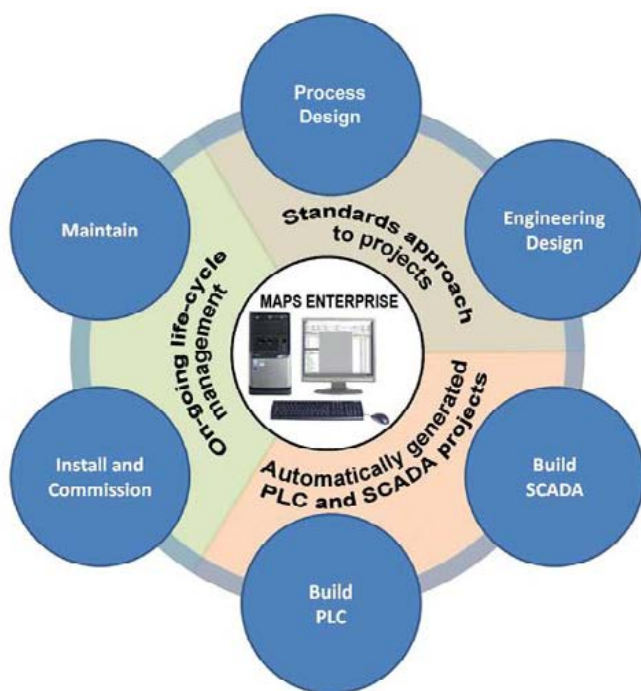 Process
Design
Engineering
Design
Build
SCADA
Build
PLC
Install and
Commission
Maintain
Standards approach
to projects
Automatically generated
PLC and SCADA projects
On-going life-cycle
management
MAPS ENTERPRISE